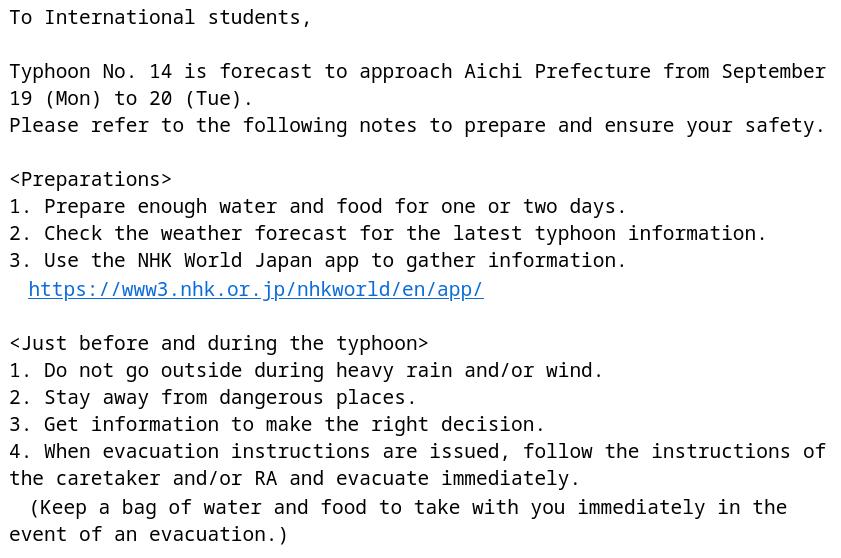 To International students,
Typhoon No. 14 is forecast to approach Aichi Prefecture from September
19 (Mon) to 20 (Tue).
Please refer to the following notes to prepare and ensure your safety.
<Preparations>
1. Prepare enough water and food for one or two days.
2. Check the weather forecast for the latest typhoon information.
3. Use the NHK World Japan app to gather information.
https://www3.nhk.or.jp/nhkworld/en/app/
<Just before and during the typhoon>
1. Do not go outside during heavy rain and/or wind.
2. Stay away from dangerous places.
3. Get information to make the right decision.
4. When evacuation instructions are issued, follow the instructions of
the caretaker and/or RA and evacuate immediately.
(Keep a bag of water and food to take with you immediately in the
event of an evacuation.)